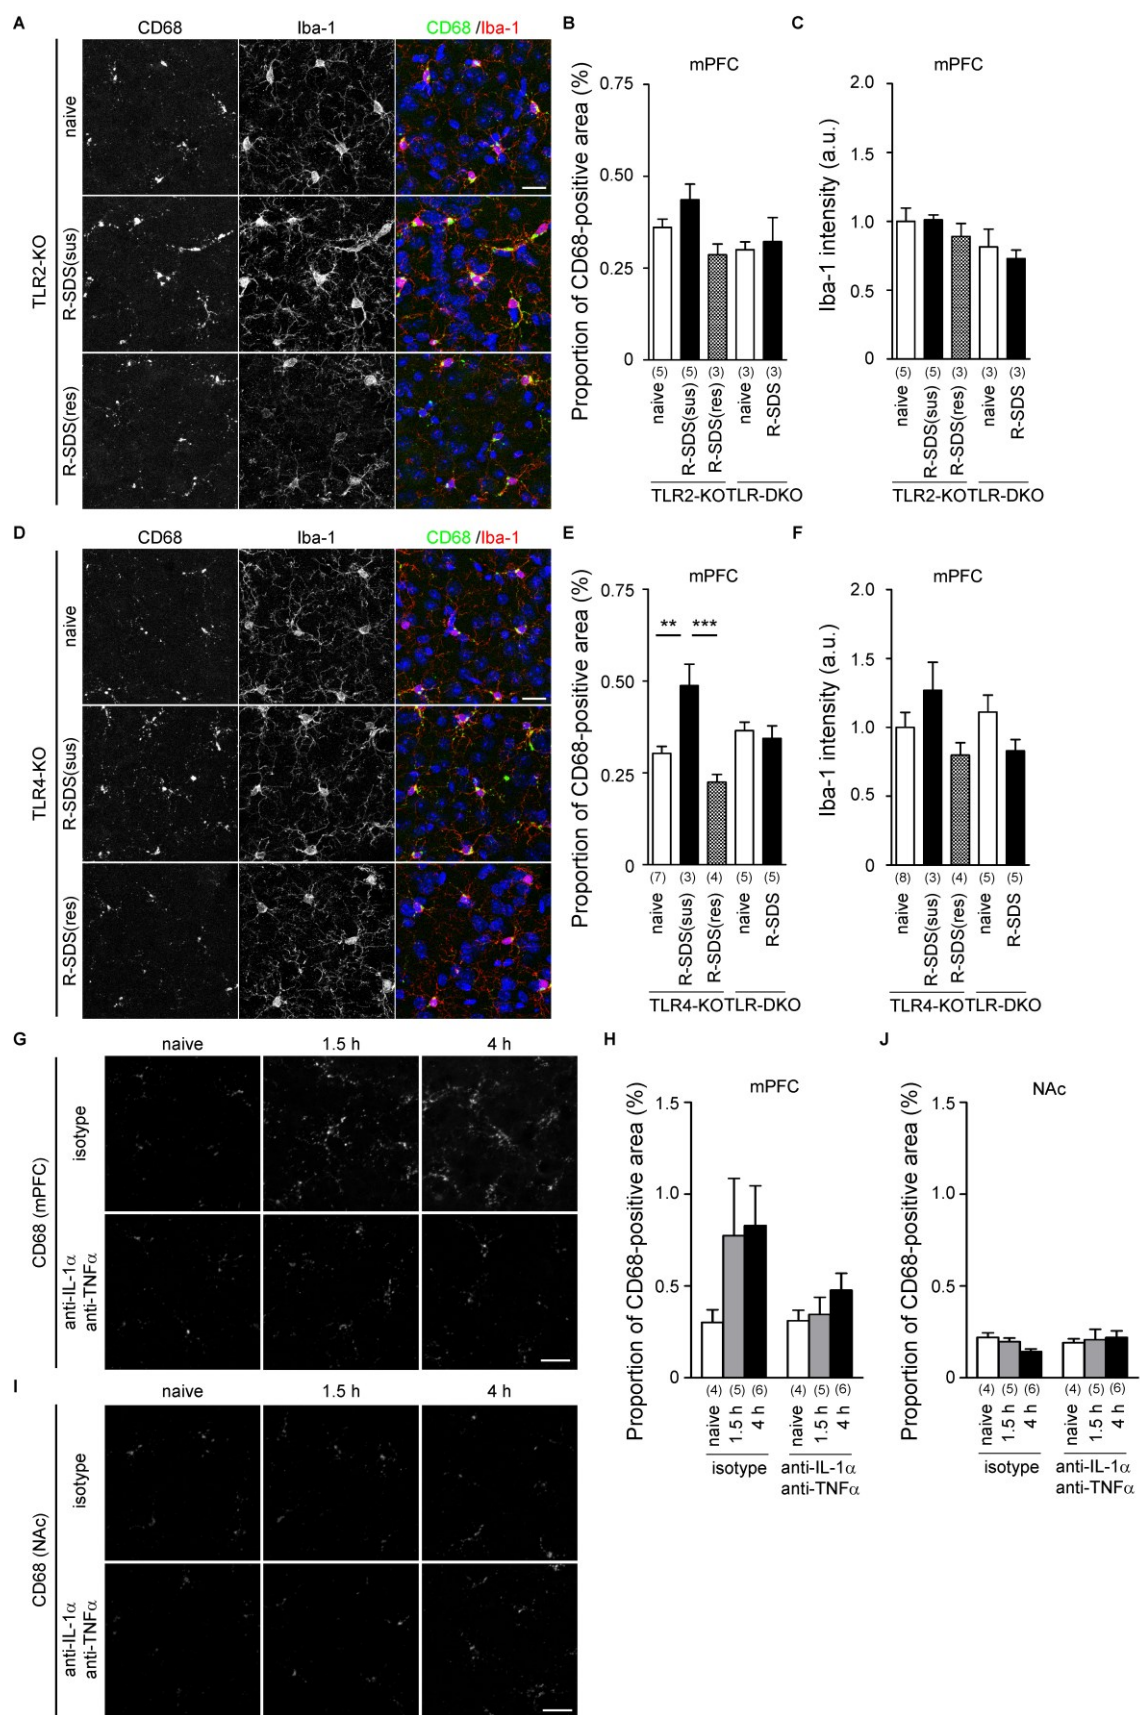 A
CD68
Iba-1
CD68 /Iba-1
TLR2-KO
naive
R-SDS(sus)
R-SDS(res)
B
mPFC
Proportion of CD68-positive area (%)
0.75
0.50
0.25
0
(5) (5) (3) (3) (3)
naive
R-SDS(sus)
R-SDS(res)
naive
R-SDS
TLR2-KO TLR-DKO
C
mPFC
Iba-1 intensity (a.u.)
2.0
1.5
1.0
0.5
0
(5) (5) (3) (3) (3)
naive
R-SDS(sus)
R-SDS(res)
naive
R-SDS
TLR2-KO TLR-DKO
D
CD68
Iba-1
CD68 /Iba-1
TLR4-KO
naive
R-SDS(sus)
R-SDS(res)
E
mPFC
Proportion of CD68-positive area (%)
0.75
0.50
0.25
0
** ***
(7) (3) (4) (5) (5)
naive
R-SDS(sus)
R-SDS(res)
naive
R-SDS
TLR4-KO TLR-DKO
F
mPFC
Iba-1 intensity (a.u.)
2.0
1.5
1.0
0.5
0
(8) (3) (4) (5) (5)
naive
R-SDS(sus)
R-SDS(res)
naive
R-SDS
TLR4-KO TLR-DKO
G
naive
1.5 h
4 h
CD68 (mPFC)
isotype
anti-IL-1α
anti-TNFα
H
mPFC
Proportion of CD68-positive area (%)
1.5
1.0
0.5
0
(4) (5) (6) (4) (5) (6)
naive
1.5 h
4 h
naive
1.5 h
4 h
isotype
anti-IL-1α
anti-TNFα
J
NAc
Proportion of CD68-positive area (%)
1.5
1.0
0.5
0
(4) (5) (6) (4) (5) (6)
naive
1.5 h
4 h
naive
1.5 h
4 h
isotype
anti-IL-1α
anti-TNFα
I
naive
1.5 h
4 h
CD68 (NAc)
isotype
anti-IL-1α
anti-TNFα